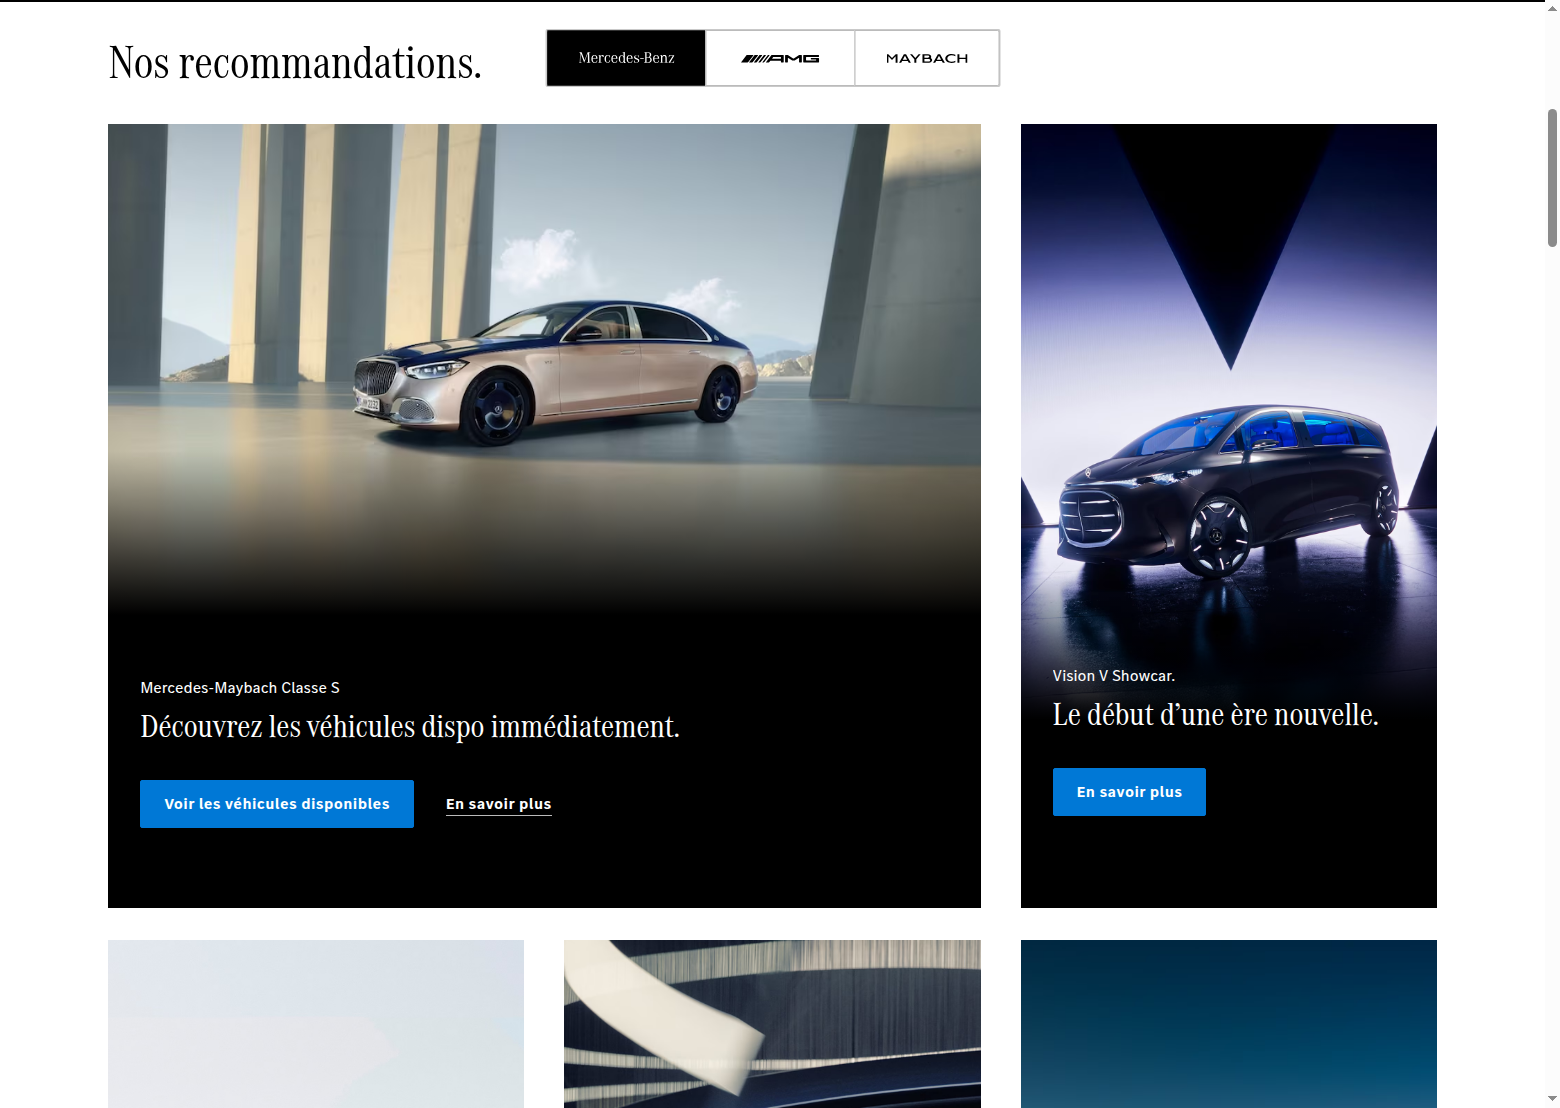 Nos recommandations.
Mercedes-Benz
AMG
MAYBACH
Mercedes-Maybach Classe S
Découvrez les véhicules dispo immédiatement.
Voir les véhicules disponibles
En savoir plus
Vision V Showcar.
Le début d’une ère nouvelle.
En savoir plus